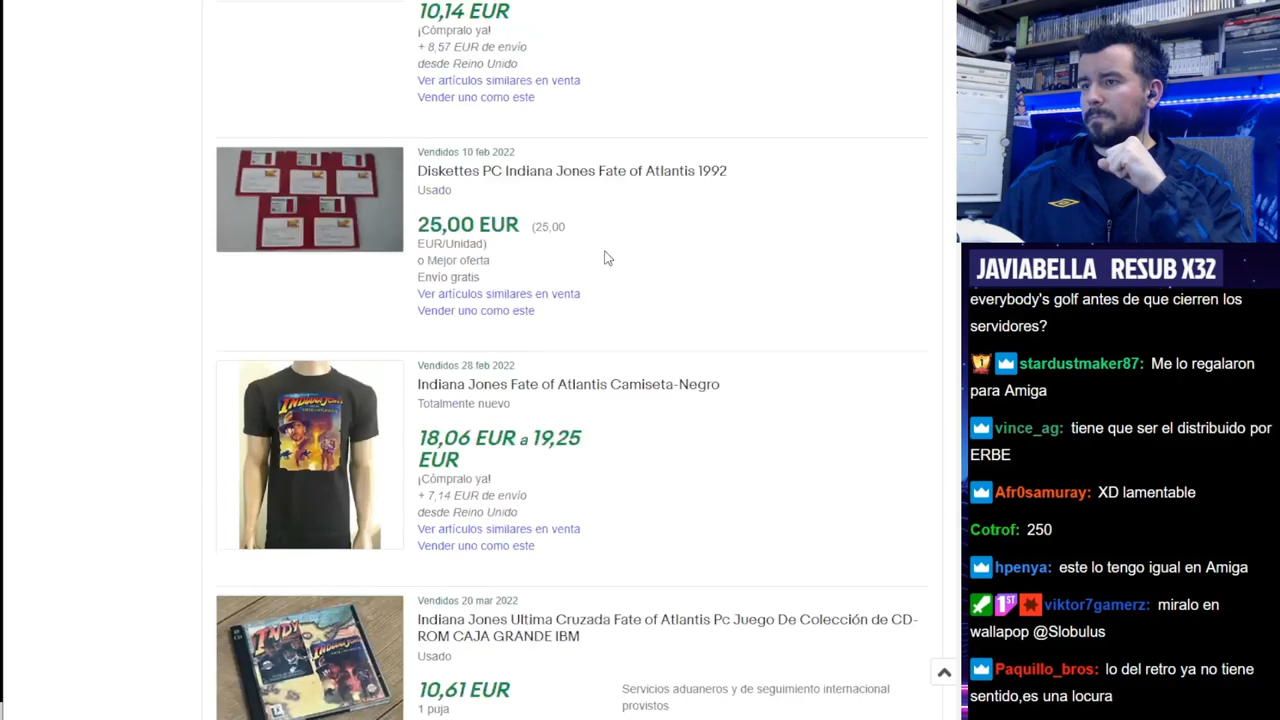 10,14 EUR
¡Cómpralo ya!
+ 8,57 EUR de envío
desde Reino Unido
Ver artículos similares en venta
Vender uno como este
Vendidos 10 feb 2022
Diskettes PC Indiana Jones Fate of Atlantis 1992
Usado
25,00 EUR (25,00
EUR/Unidad)
o Mejor oferta
Envío gratis
Ver artículos similares en venta
Vender uno como este
Vendidos 28 feb 2022
Indiana Jones Fate of Atlantis Camiseta-Negro
Totalmente nuevo
18,06 EUR a 19,25
EUR
¡Cómpralo ya!
+ 7,14 EUR de envío
desde Reino Unido
Ver artículos similares en venta
Vender uno como este
Vendidos 20 mar 2022
Indiana Jones Ultima Cruzada Fate of Atlantis Pc Juego De Colección de CD-
ROM CAJA GRANDE IBM
Usado
10,61 EUR
1 puja
Servicios aduaneros y de seguimiento internacional
provistos
JAVIABELLA RESUB X32
everybody's golf antes de que cierren los
servidores?
stardustmaker87: Me lo regalaron
para Amiga
vince_ag: tiene que ser el distribuido por
ERBE
Afr0samuray: XD lamentable
Cotrof: 250
hpenya: este lo tengo igual en Amiga
1ST viktor7gamerz: miralo en
wallapop @Slobulus
Paquillo_bros: lo del retro ya no tiene
sentido,es una locura